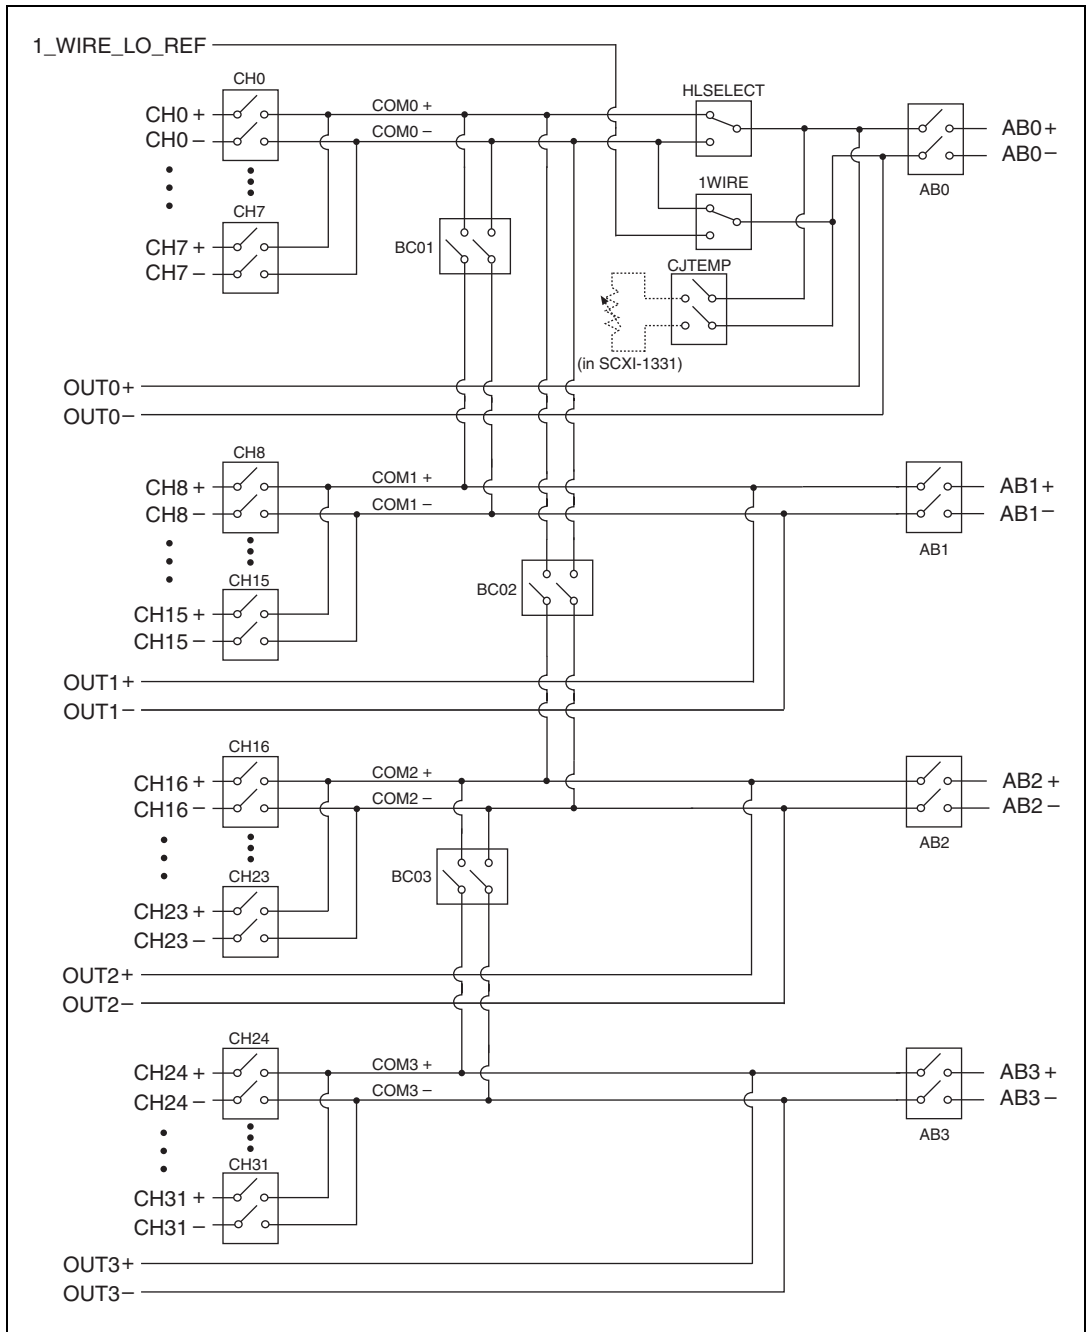 1_WIRE_LO_REF
CH0
HLSELECT
CH0 +
COM0 +
AB0+
CH0 −
COM0 −
AB0−
1WIRE
AB0
CH7
CH7 +
BC01
CH7 −
CJTEMP
(in SCXI-1331)
OUT0+
OUT0−
CH8
CH8 +
COM1 +
AB1+
CH8 −
COM1 −
AB1−
AB1
CH15
BC02
CH15 +
CH15 −
OUT1+
OUT1−
CH16
CH16 +
COM2 +
AB2 +
CH16 −
COM2 −
AB2 −
AB2
CH23
BC03
CH23 +
CH23 −
OUT2+
OUT2−
CH24
CH24 +
COM3 +
AB3 +
CH24 −
COM3 −
AB3 −
AB3
CH31
CH31 +
CH31 −
OUT3+
OUT3−